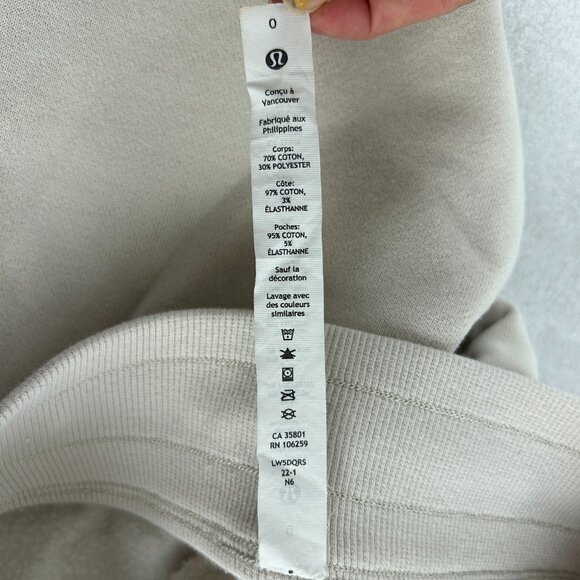 0
Conçu à
Vancouver
Fabriqué aux
Philippines
Corps:
70% COTON,
30% POLYESTER
Côte:
97% COTON,
3%
ÉLASTHANNE
Poches:
95% COTON,
5%
ÉLASTHANNE
Sauf la
décoration
Lavage avec
des couleurs
similaires
CA 35801
RN 106259
LW5DQRS
22-1
N6